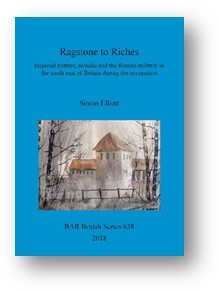 Ragstone to Riches
Imperial Estates, metalla and the Roman military in
the south east of Britain during the occupation
Simon Elliott
BAR British Series 638
2018